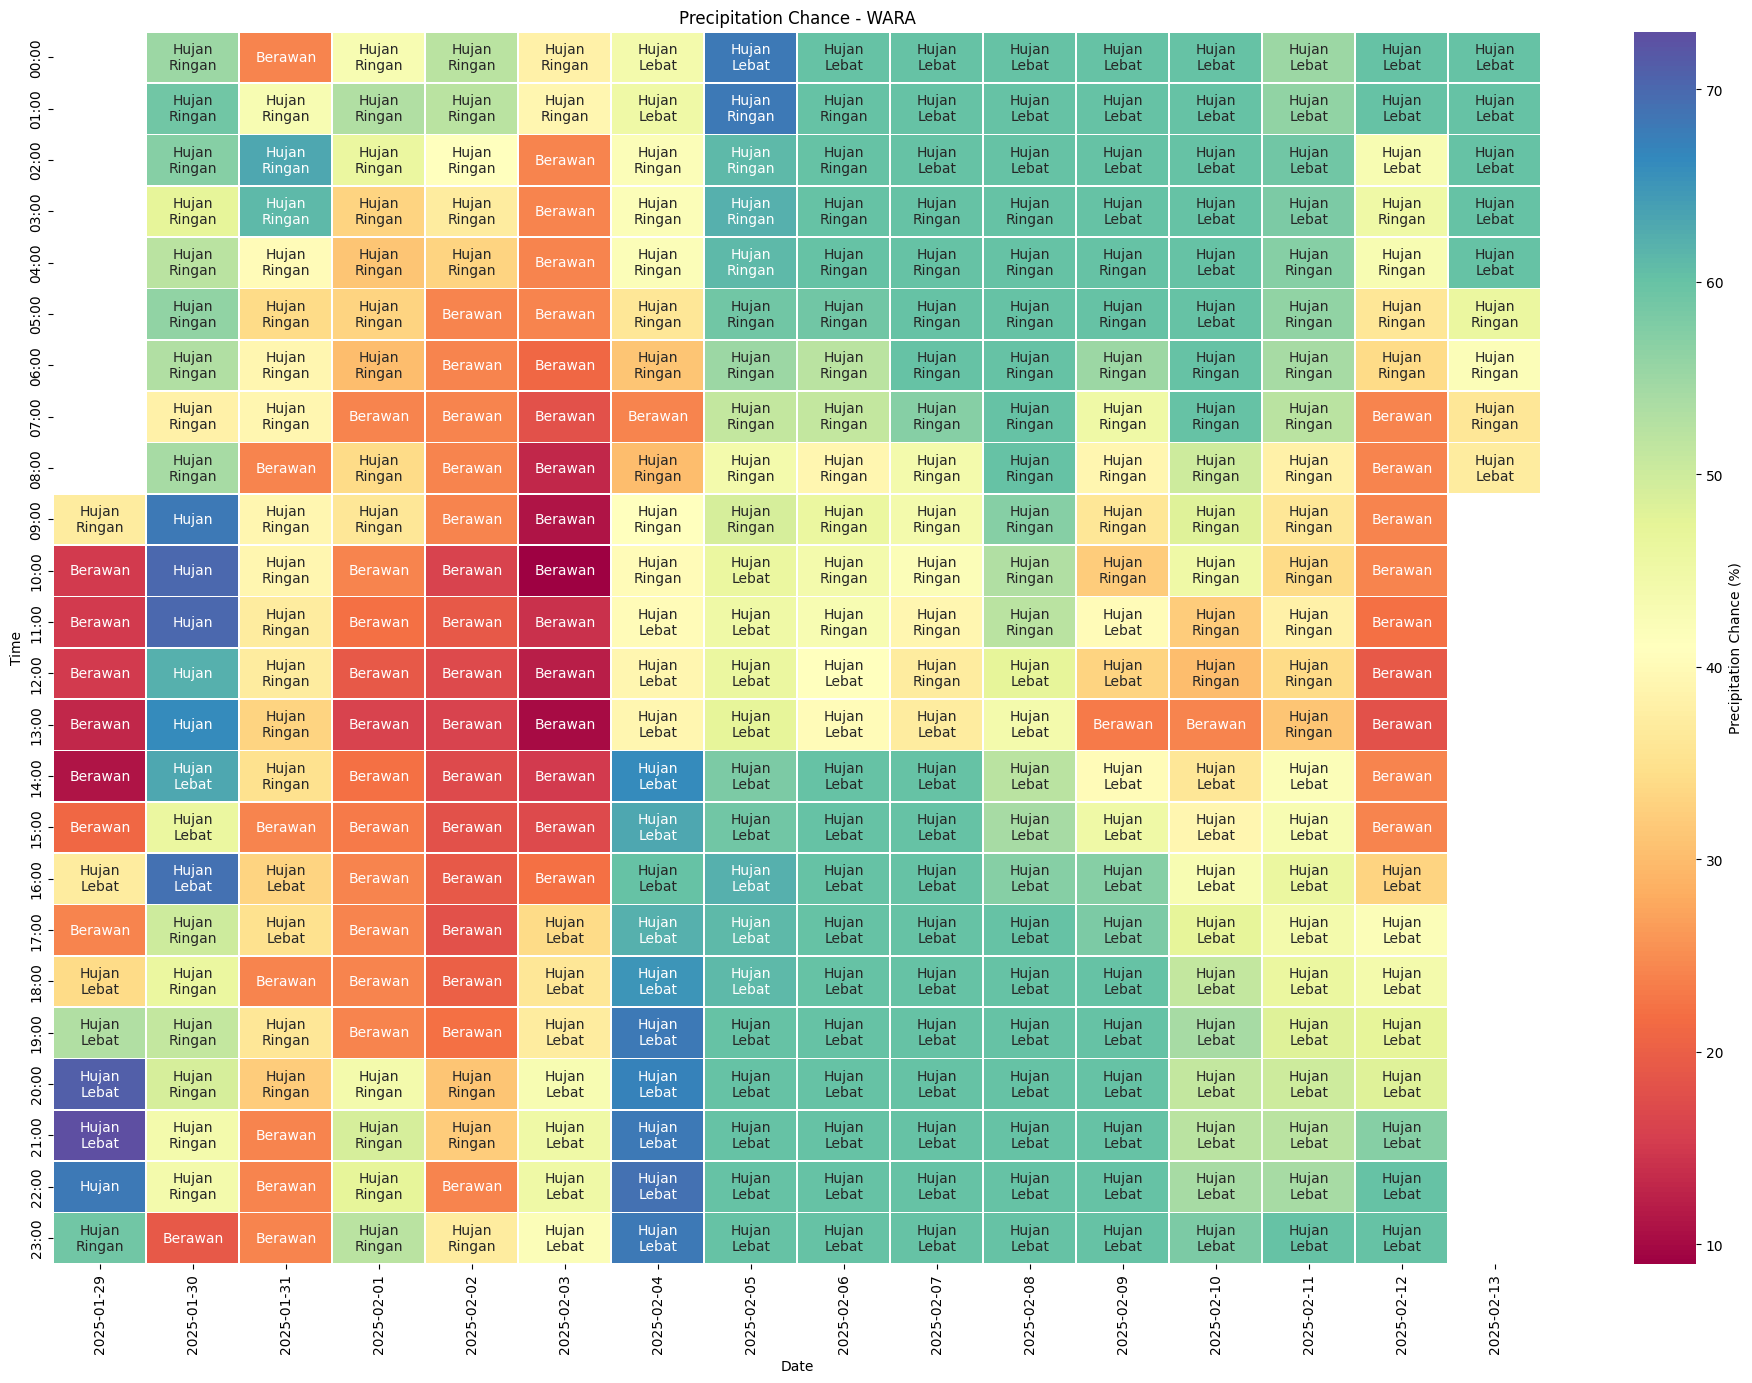 Precipitation Chance - WARA
00:00 Hujan Ringan Berawan Hujan Ringan Hujan Ringan Hujan Ringan Hujan Lebat Hujan Lebat Hujan Lebat Hujan Lebat Hujan Lebat Hujan Lebat Hujan Lebat Hujan Lebat Hujan Lebat Hujan Lebat
01:00 Hujan Ringan Hujan Ringan Hujan Ringan Hujan Ringan Hujan Ringan Hujan Lebat Hujan Ringan Hujan Ringan Hujan Lebat Hujan Lebat Hujan Lebat Hujan Lebat Hujan Lebat Hujan Lebat Hujan Lebat
02:00 Hujan Ringan Hujan Ringan Hujan Ringan Hujan Ringan Berawan Hujan Ringan Hujan Ringan Hujan Ringan Hujan Ringan Hujan Lebat Hujan Lebat Hujan Lebat Hujan Lebat Hujan Lebat Hujan Lebat
03:00 Hujan Ringan Hujan Ringan Hujan Ringan Hujan Ringan Berawan Hujan Ringan Hujan Ringan Hujan Ringan Hujan Ringan Hujan Ringan Hujan Lebat Hujan Lebat Hujan Lebat Hujan Ringan Hujan Lebat
04:00 Hujan Ringan Hujan Ringan Hujan Ringan Hujan Ringan Berawan Hujan Ringan Hujan Ringan Hujan Ringan Hujan Ringan Hujan Ringan Hujan Ringan Hujan Lebat Hujan Ringan Hujan Ringan Hujan Lebat
05:00 Hujan Ringan Hujan Ringan Hujan Ringan Berawan Berawan Hujan Ringan Hujan Ringan Hujan Ringan Hujan Ringan Hujan Ringan Hujan Ringan Hujan Lebat Hujan Ringan Hujan Ringan Hujan Ringan
06:00 Hujan Ringan Hujan Ringan Hujan Ringan Berawan Berawan Hujan Ringan Hujan Ringan Hujan Ringan Hujan Ringan Hujan Ringan Hujan Ringan Hujan Ringan Hujan Ringan Hujan Ringan Hujan Ringan
07:00 Hujan Ringan Hujan Ringan Berawan Berawan Berawan Berawan Hujan Ringan Hujan Ringan Hujan Ringan Hujan Ringan Hujan Ringan Hujan Ringan Hujan Ringan Berawan Hujan Ringan
08:00 Hujan Ringan Berawan Hujan Ringan Berawan Berawan Hujan Ringan Hujan Ringan Hujan Ringan Hujan Ringan Hujan Ringan Hujan Ringan Hujan Ringan Hujan Ringan Berawan Hujan Lebat
09:00 Hujan Ringan Hujan Hujan Ringan Hujan Ringan Berawan Berawan Hujan Ringan Hujan Ringan Hujan Ringan Hujan Ringan Hujan Ringan Hujan Ringan Hujan Ringan Hujan Ringan Berawan
10:00 Berawan Hujan Hujan Ringan Berawan Berawan Berawan Hujan Ringan Hujan Lebat Hujan Ringan Hujan Ringan Hujan Ringan Hujan Ringan Hujan Ringan Hujan Ringan Berawan
11:00 Berawan Hujan Hujan Ringan Berawan Berawan Berawan Hujan Lebat Hujan Lebat Hujan Ringan Hujan Ringan Hujan Ringan Hujan Lebat Hujan Ringan Hujan Ringan Berawan
12:00 Berawan Hujan Hujan Ringan Berawan Berawan Berawan Hujan Lebat Hujan Lebat Hujan Lebat Hujan Ringan Hujan Lebat Hujan Lebat Hujan Ringan Hujan Ringan Berawan
13:00 Berawan Hujan Hujan Ringan Berawan Berawan Berawan Hujan Lebat Hujan Lebat Hujan Lebat Hujan Lebat Hujan Lebat Berawan Berawan Hujan Ringan Berawan
14:00 Berawan Hujan Lebat Hujan Ringan Berawan Berawan Berawan Hujan Lebat Hujan Lebat Hujan Lebat Hujan Lebat Hujan Lebat Hujan Lebat Hujan Lebat Hujan Lebat Berawan
15:00 Berawan Hujan Lebat Berawan Berawan Berawan Berawan Hujan Lebat Hujan Lebat Hujan Lebat Hujan Lebat Hujan Lebat Hujan Lebat Hujan Lebat Hujan Lebat Berawan
16:00 Hujan Lebat Hujan Lebat Hujan Lebat Berawan Berawan Berawan Hujan Lebat Hujan Lebat Hujan Lebat Hujan Lebat Hujan Lebat Hujan Lebat Hujan Lebat Hujan Lebat Hujan Lebat
17:00 Berawan Hujan Ringan Hujan Lebat Berawan Berawan Hujan Lebat Hujan Lebat Hujan Lebat Hujan Lebat Hujan Lebat Hujan Lebat Hujan Lebat Hujan Lebat Hujan Lebat Hujan Lebat
18:00 Hujan Lebat Hujan Ringan Berawan Berawan Berawan Hujan Lebat Hujan Lebat Hujan Lebat Hujan Lebat Hujan Lebat Hujan Lebat Hujan Lebat Hujan Lebat Hujan Lebat Hujan Lebat
19:00 Hujan Lebat Hujan Ringan Hujan Ringan Berawan Berawan Hujan Lebat Hujan Lebat Hujan Lebat Hujan Lebat Hujan Lebat Hujan Lebat Hujan Lebat Hujan Lebat Hujan Lebat Hujan Lebat
20:00 Hujan Lebat Hujan Ringan Hujan Ringan Hujan Ringan Hujan Ringan Hujan Lebat Hujan Lebat Hujan Lebat Hujan Lebat Hujan Lebat Hujan Lebat Hujan Lebat Hujan Lebat Hujan Lebat Hujan Lebat
21:00 Hujan Lebat Hujan Ringan Berawan Hujan Ringan Hujan Ringan Hujan Lebat Hujan Lebat Hujan Lebat Hujan Lebat Hujan Lebat Hujan Lebat Hujan Lebat Hujan Lebat Hujan Lebat Hujan Lebat
22:00 Hujan Hujan Ringan Berawan Hujan Ringan Berawan Hujan Lebat Hujan Lebat Hujan Lebat Hujan Lebat Hujan Lebat Hujan Lebat Hujan Lebat Hujan Lebat Hujan Lebat Hujan Lebat
23:00 Hujan Ringan Berawan Berawan Hujan Ringan Hujan Ringan Hujan Lebat Hujan Lebat Hujan Lebat Hujan Lebat Hujan Lebat Hujan Lebat Hujan Lebat Hujan Lebat Hujan Lebat Hujan Lebat
Time
2025-01-29 2025-01-30 2025-01-31 2025-02-01 2025-02-02 2025-02-03 2025-02-04 2025-02-05 2025-02-06 2025-02-07 2025-02-08 2025-02-09 2025-02-10 2025-02-11 2025-02-12 2025-02-13
Date
70
60
50
40
30
20
10
Precipitation Chance (%)